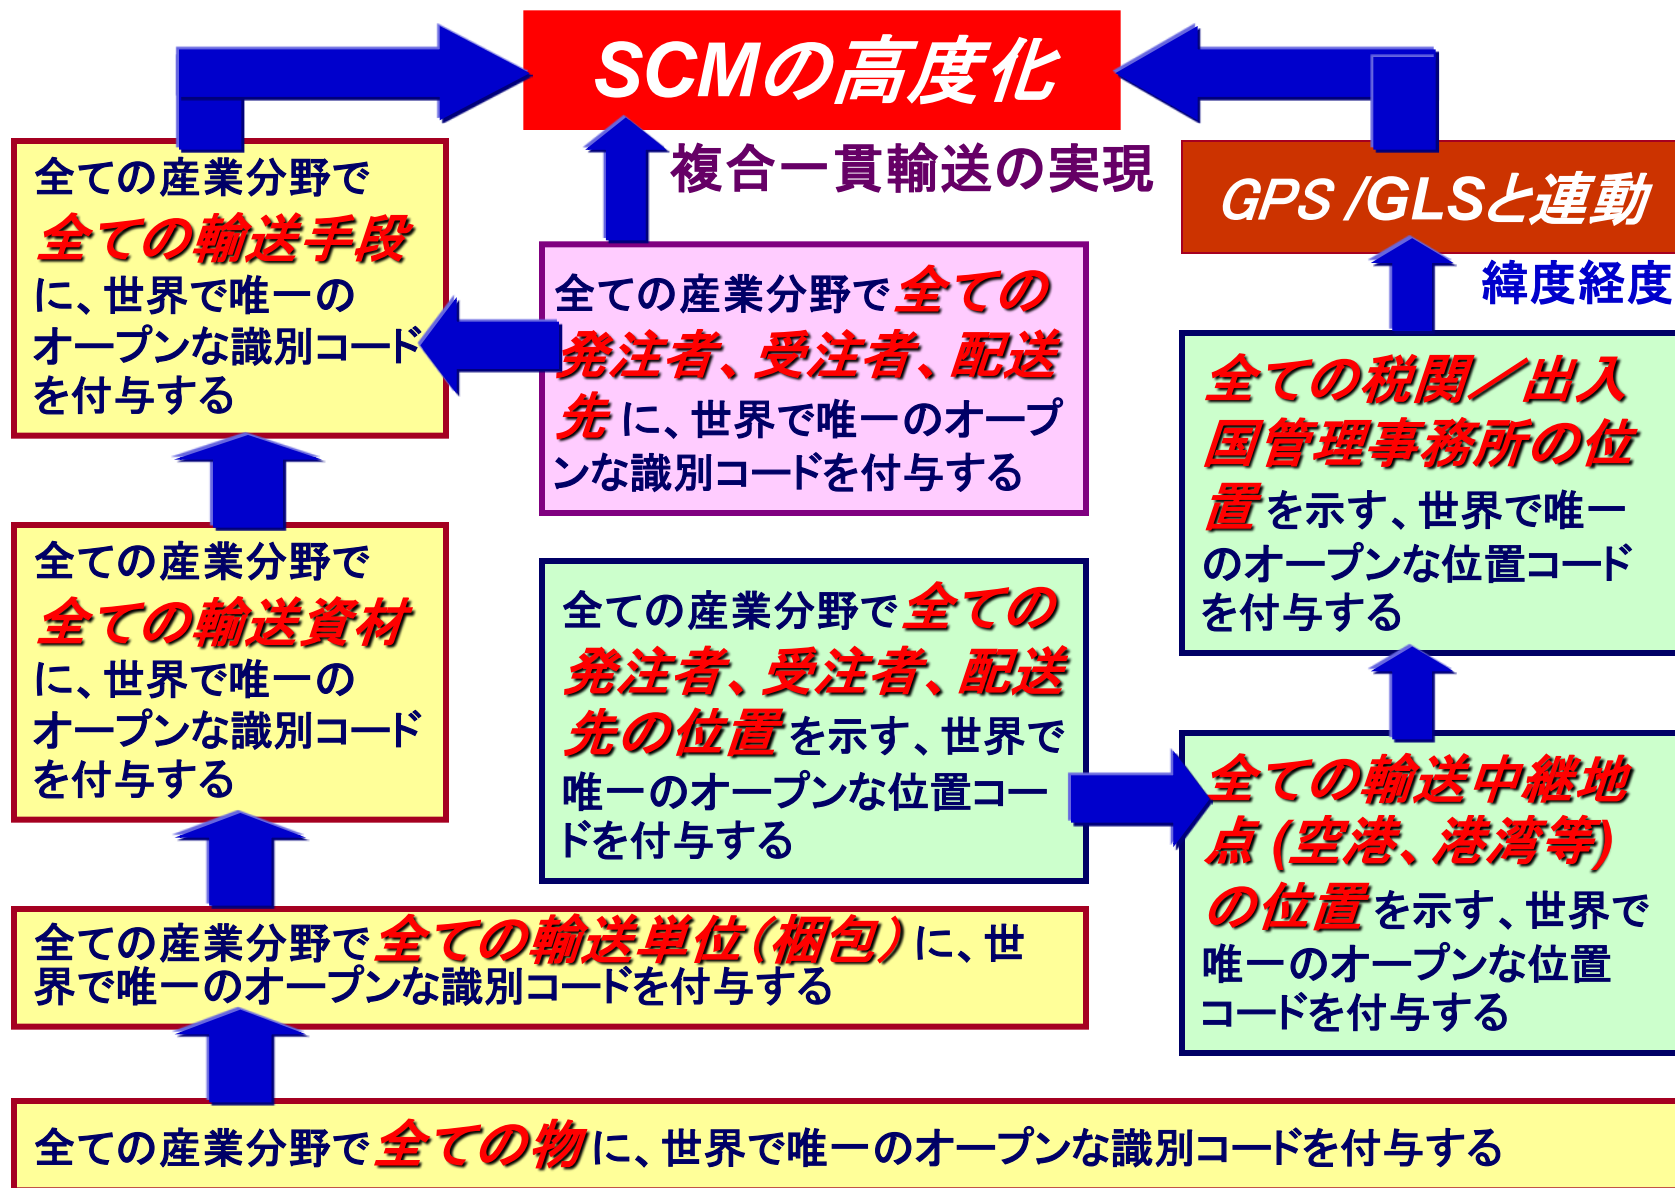 SCMの高度化
複合一貫輸送の実現
GPS /GLSと連動
緯度経度
全ての産業分野で
全ての輸送手段
に、世界で唯一の
オープンな識別コード
を付与する
全ての産業分野で全ての
発注者、受注者、配送
先に、世界で唯一のオープ
ンな識別コードを付与する
全ての税関／出入
国管理事務所の位
置を示す、世界で唯一
のオープンな位置コード
を付与する
全ての産業分野で
全ての輸送資材
に、世界で唯一の
オープンな識別コード
を付与する
全ての産業分野で全ての
発注者、受注者、配送
先の位置を示す、世界で
唯一のオープンな位置コー
ドを付与する
全ての輸送中継地
点 (空港、港湾等)
の位置を示す、世界で
唯一のオープンな位置
コードを付与する
全ての産業分野で全ての輸送単位（梱包）に、世
界で唯一のオープンな識別コードを付与する
全ての産業分野で全ての物に、世界で唯一のオープンな識別コードを付与する